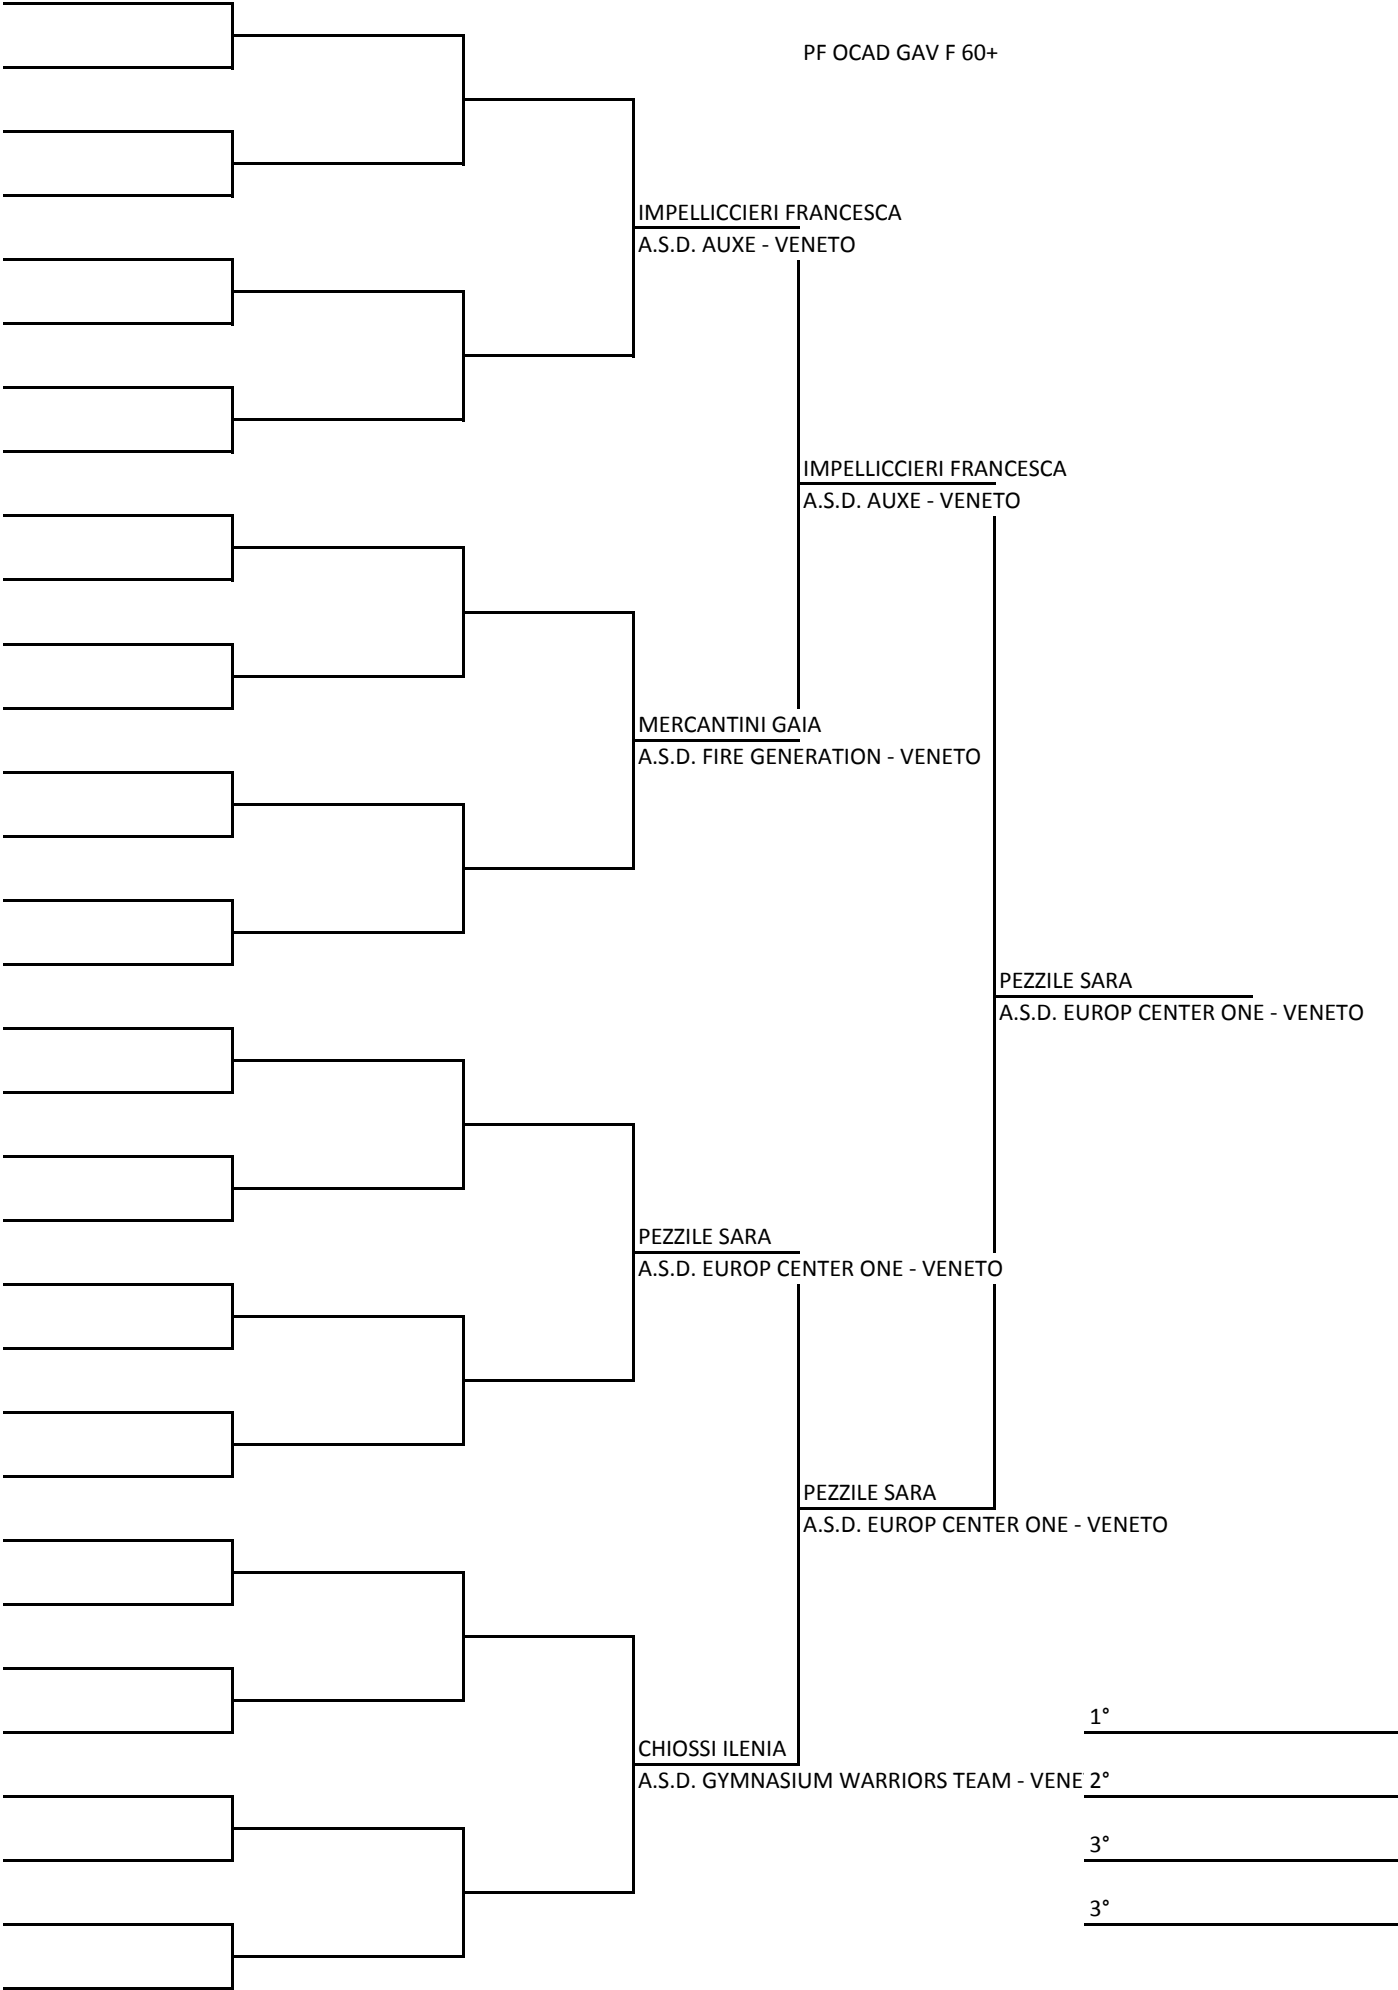 PF OCAD GAV F 60+
IMPELLICCIERI FRANCESCA
A.S.D. AUXE - VENETO
IMPELLICCIERI FRANCESCA
A.S.D. AUXE - VENETO
MERCANTINI GAIA
A.S.D. FIRE GENERATION - VENETO
PEZZILE SARA
A.S.D. EUROP CENTER ONE - VENETO
PEZZILE SARA
A.S.D. EUROP CENTER ONE - VENETO
PEZZILE SARA
A.S.D. EUROP CENTER ONE - VENETO
1°
CHIOSSI ILENIA
A.S.D. GYMNASIUM WARRIORS TEAM - VENE
2°
3°
3°